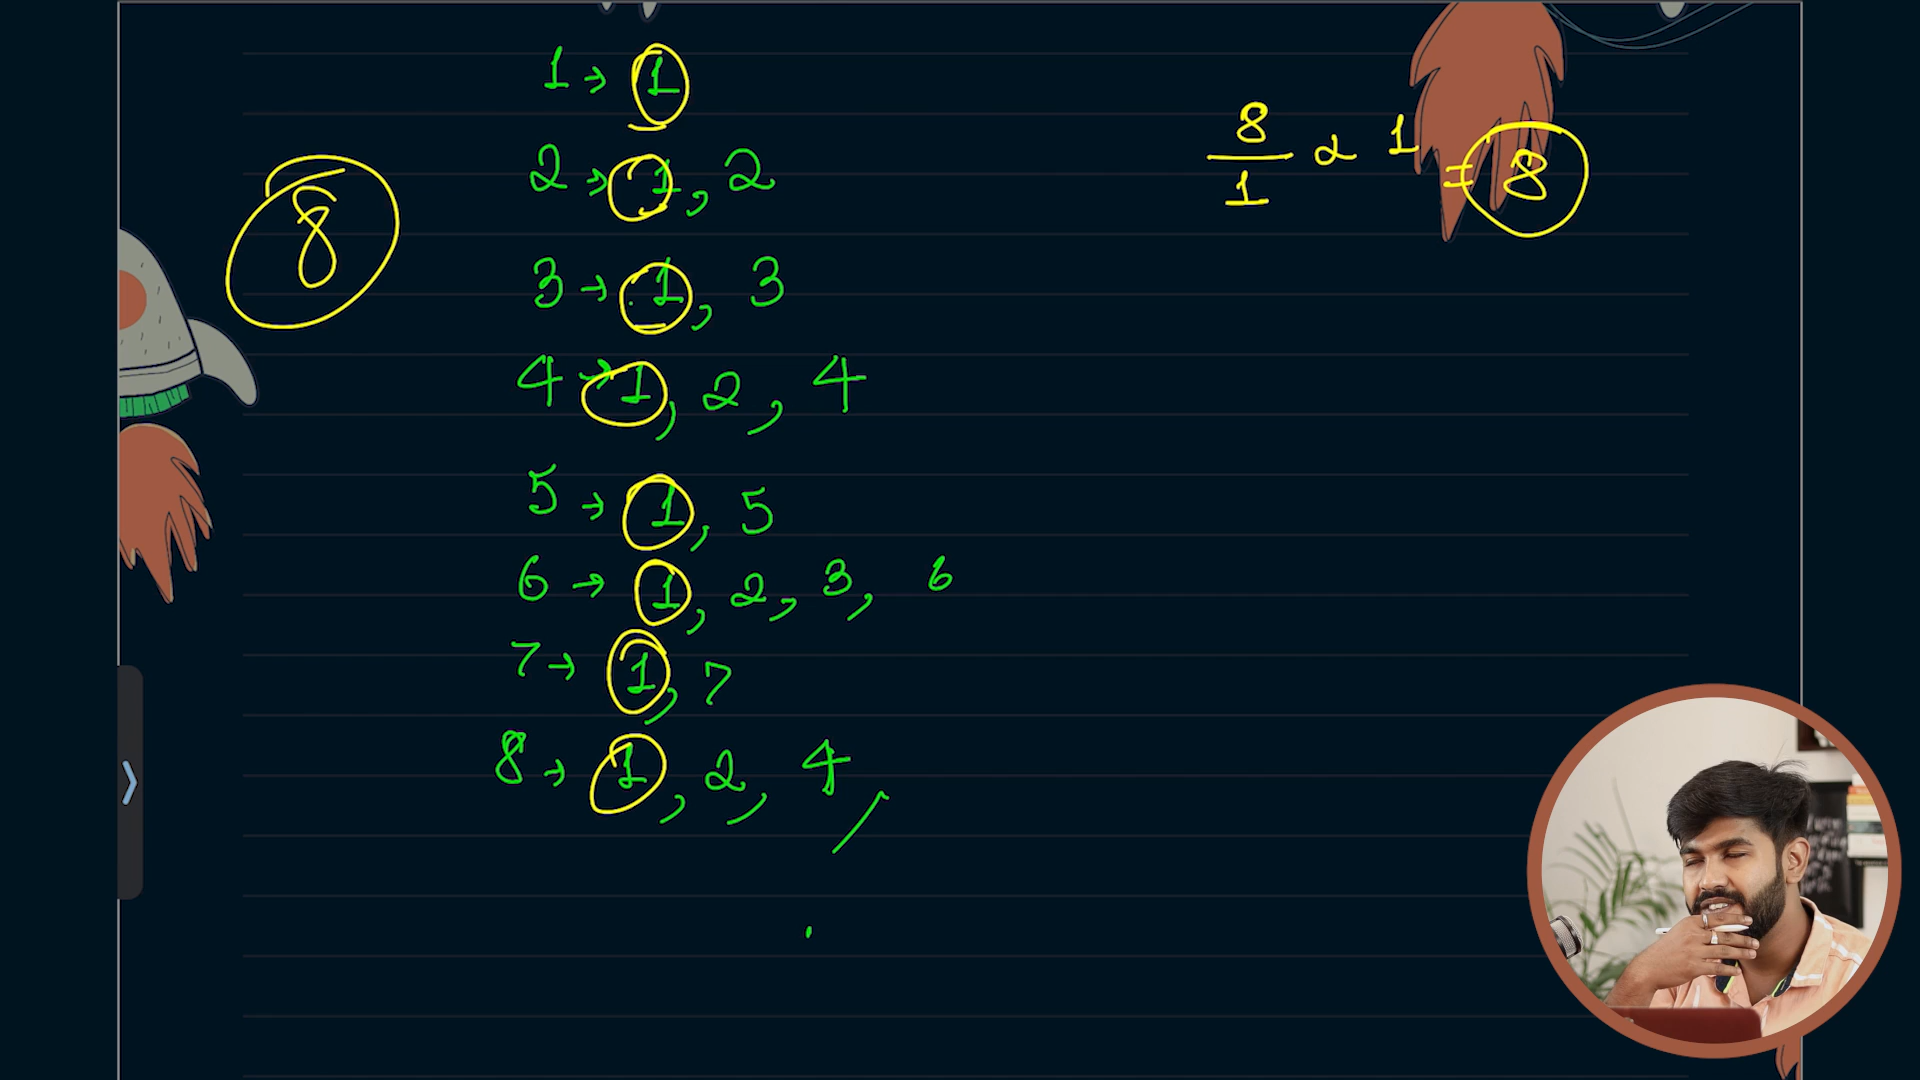 1 → 1
2 → 1, 2
3 → 1, 3
4 → 1, 2, 4
5 → 1, 5
6 → 1, 2, 3, 6
7 → 1, 7
8 → 1, 2, 4,
8
8/1 α 1 = 8